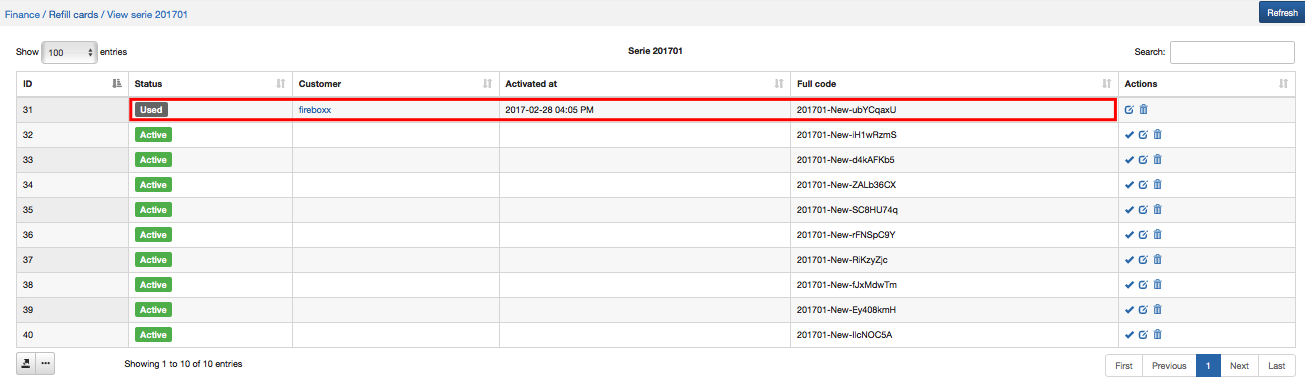 Finance / Refill cards / View serie 201701 Refresh
Show 100 entries Serie 201701 Search:
ID Status Customer Activated at Full code Actions
31 Used fireboxx 2017-02-28 04:05 PM 201701-New-ubYCqaxU
32 Active 201701-New-iH1wRzmS
33 Active 201701-New-d4kAFKb5
34 Active 201701-New-ZALb36CX
35 Active 201701-New-SC8HU74q
36 Active 201701-New-rFNSpC9Y
37 Active 201701-New-RiKzyZjc
38 Active 201701-New-fJxMdwTm
39 Active 201701-New-Ey408kmH
40 Active
Showing 1 to 10 of 10 entries First Previous 1 Next Last